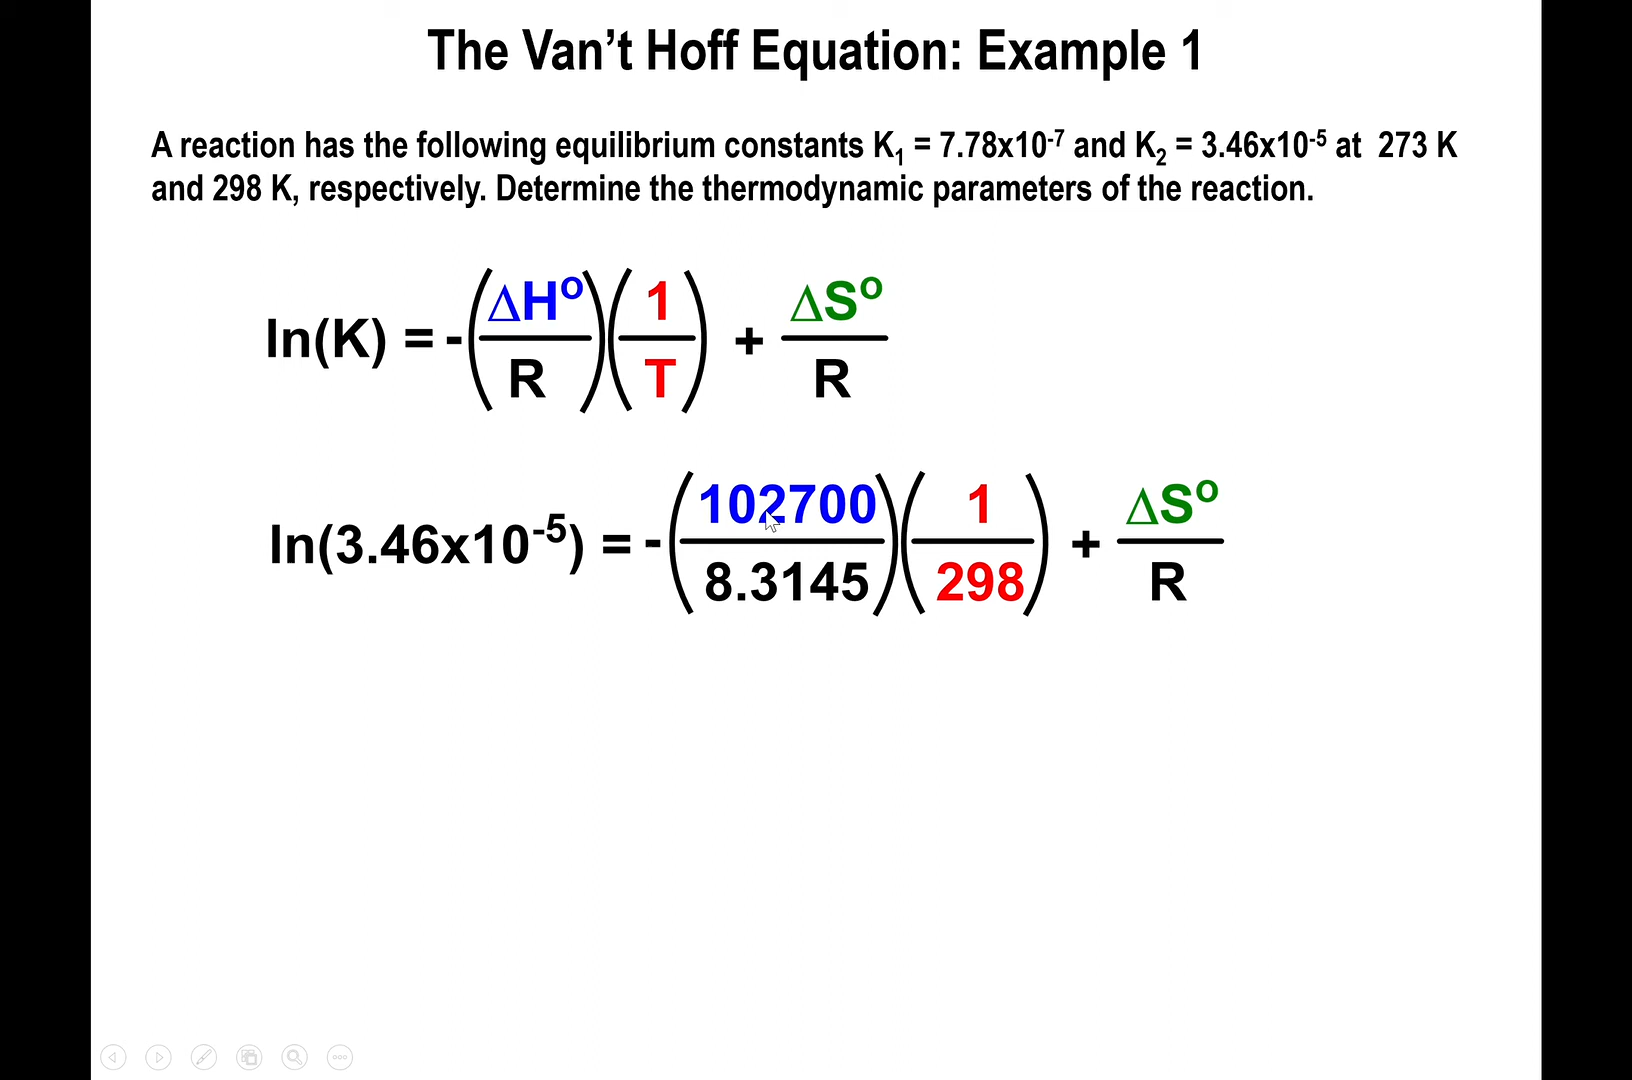 The Van’t Hoff Equation: Example 1
A reaction has the following equilibrium constants K₁ = 7.78x10⁻⁷ and K₂ = 3.46x10⁻⁵ at 273 K
and 298 K, respectively. Determine the thermodynamic parameters of the reaction.
ln(K) = -(ΔHº/R)(1/T) + ΔSº/R
ln(3.46x10⁻⁵) = -(102700/8.3145)(1/298) + ΔSº/R